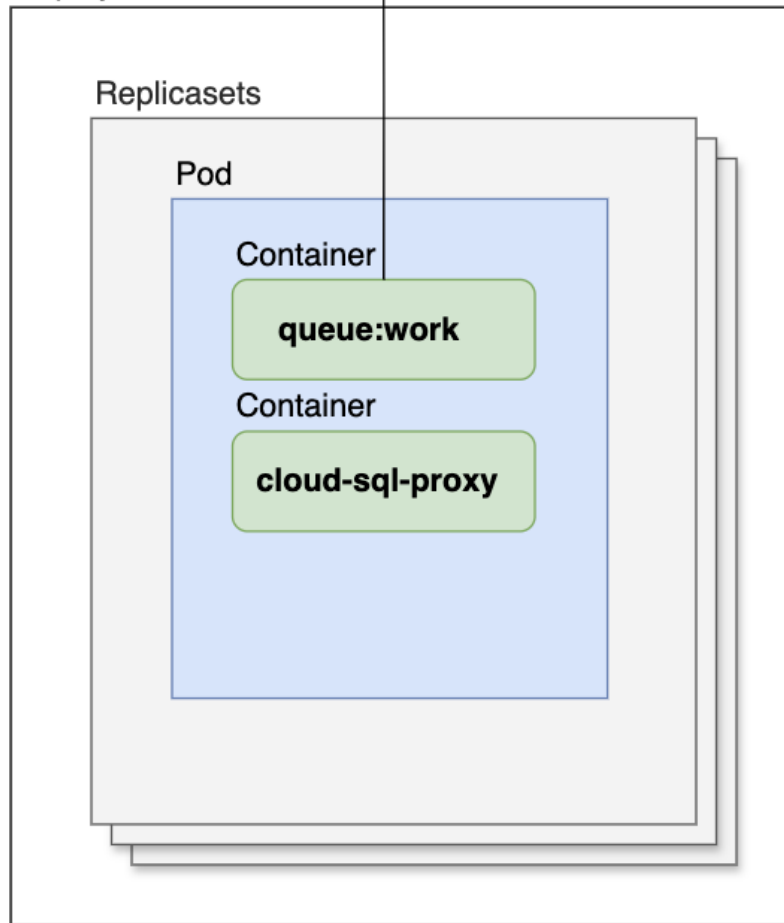 Replicasets
Pod
Container
queue:work
Container
cloud-sql-proxy